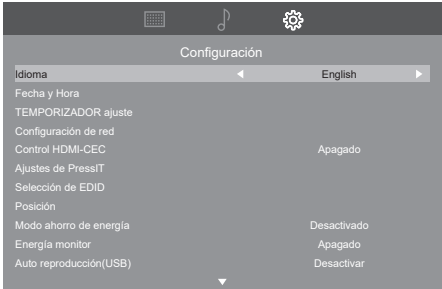 Configuración
Idioma English
Fecha y Hora
TEMPORIZADOR ajuste
Configuración de red
Control HDMI-CEC Apagado
Ajustes de PressIT
Selección de EDID
Posición
Modo ahorro de energía Desactivado
Energía monitor Apagado
Auto reproducción(USB) Desactivar